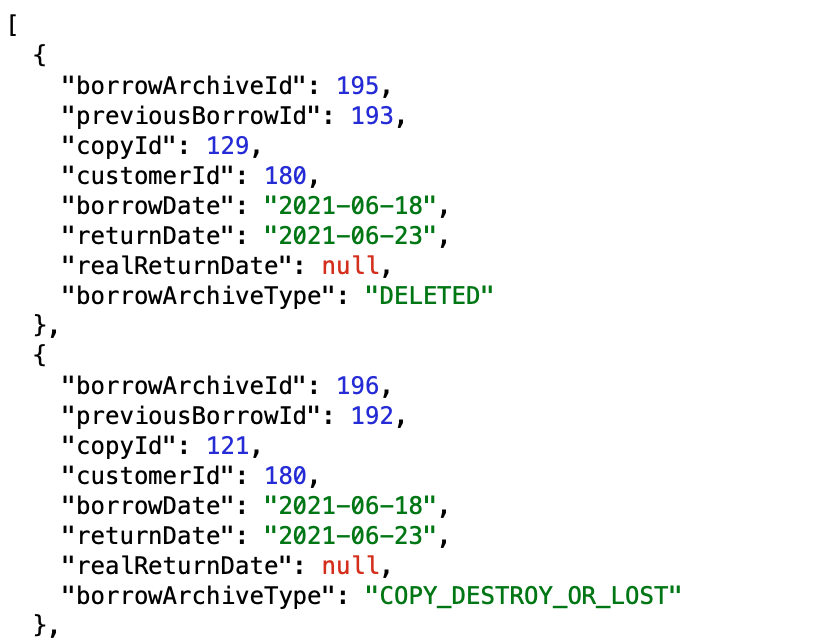 [
  {
    "borrowArchiveId": 195,
    "previousBorrowId": 193,
    "copyId": 129,
    "customerId": 180,
    "borrowDate": "2021-06-18",
    "returnDate": "2021-06-23",
    "realReturnDate": null,
    "borrowArchiveType": "DELETED"
  },
  {
    "borrowArchiveId": 196,
    "previousBorrowId": 192,
    "copyId": 121,
    "customerId": 180,
    "borrowDate": "2021-06-18",
    "returnDate": "2021-06-23",
    "realReturnDate": null,
    "borrowArchiveType": "COPY_DESTROY_OR_LOST"
  },